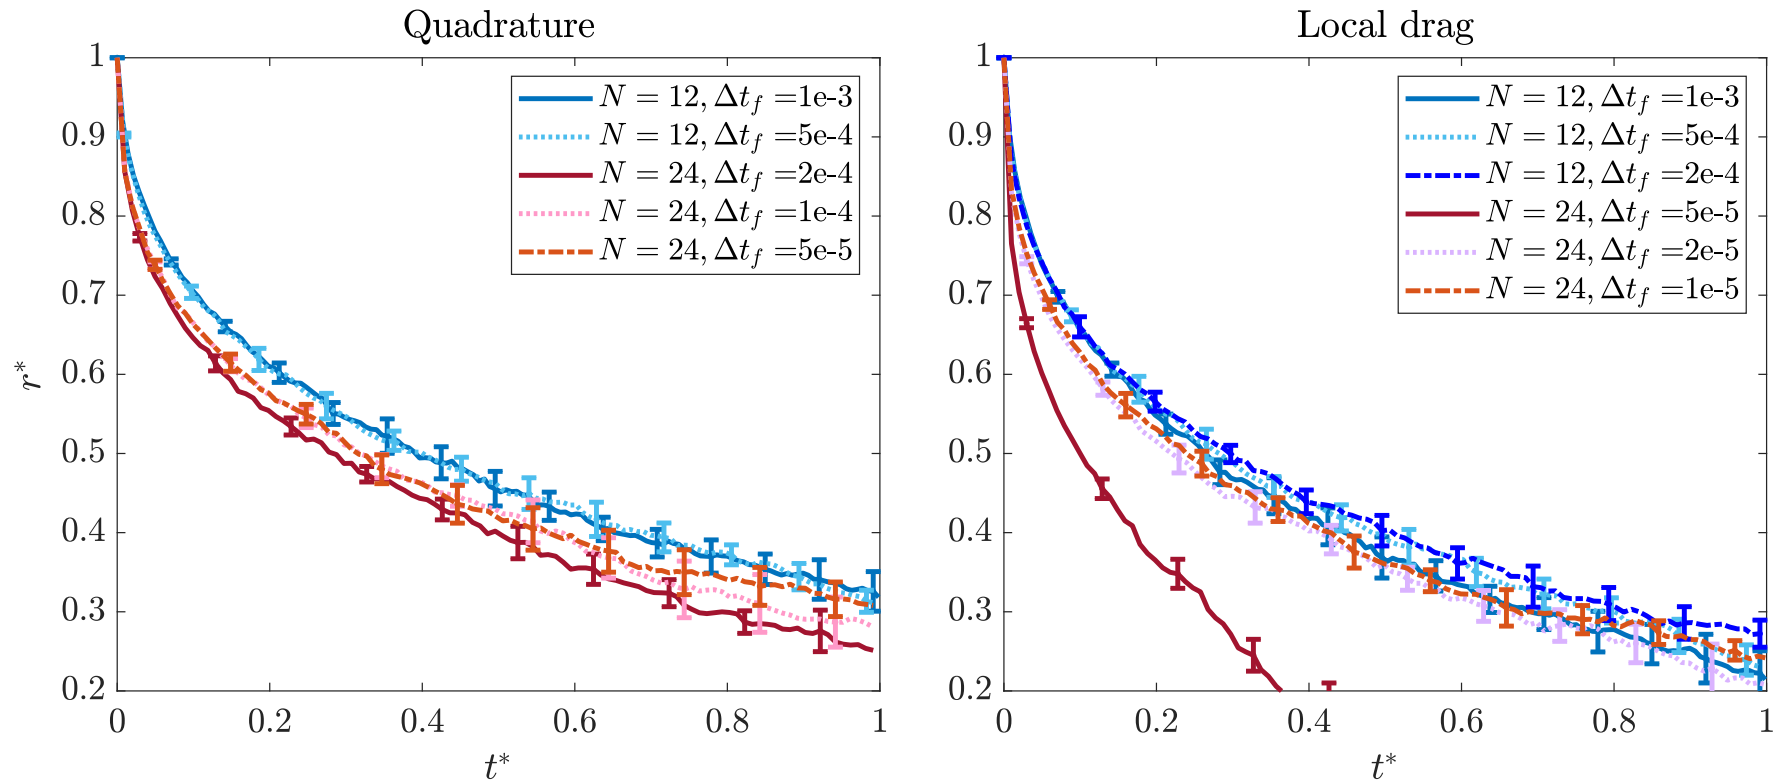 Quadrature
1
0.9
0.8
0.7
0.6
0.5
0.4
0.3
0.2
r*
0 0.2 0.4 0.6 0.8 1
t*
N = 12, Δt_f =1e-3
N = 12, Δt_f =5e-4
N = 24, Δt_f =2e-4
N = 24, Δt_f =1e-4
N = 24, Δt_f =5e-5
Local drag
1
0.9
0.8
0.7
0.6
0.5
0.4
0.3
0.2
0 0.2 0.4 0.6 0.8 1
t*
N = 12, Δt_f =1e-3
N = 12, Δt_f =5e-4
N = 12, Δt_f =2e-4
N = 24, Δt_f =5e-5
N = 24, Δt_f =2e-5
N = 24, Δt_f =1e-5